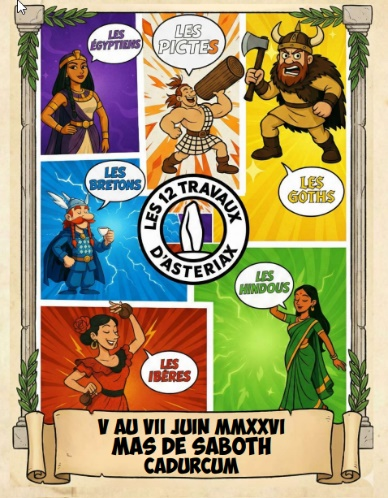 LES
ÉGYPTIENS
LES
PICTES
LES
GOTHS
LES
BRETONS
LES 12 TRAVAUX
D'ASTERIAX
LES
HINDOUS
LES
IBÈRES
V AU VII JUIN MMXXVI
MAS DE SABOTH
CADURCUM